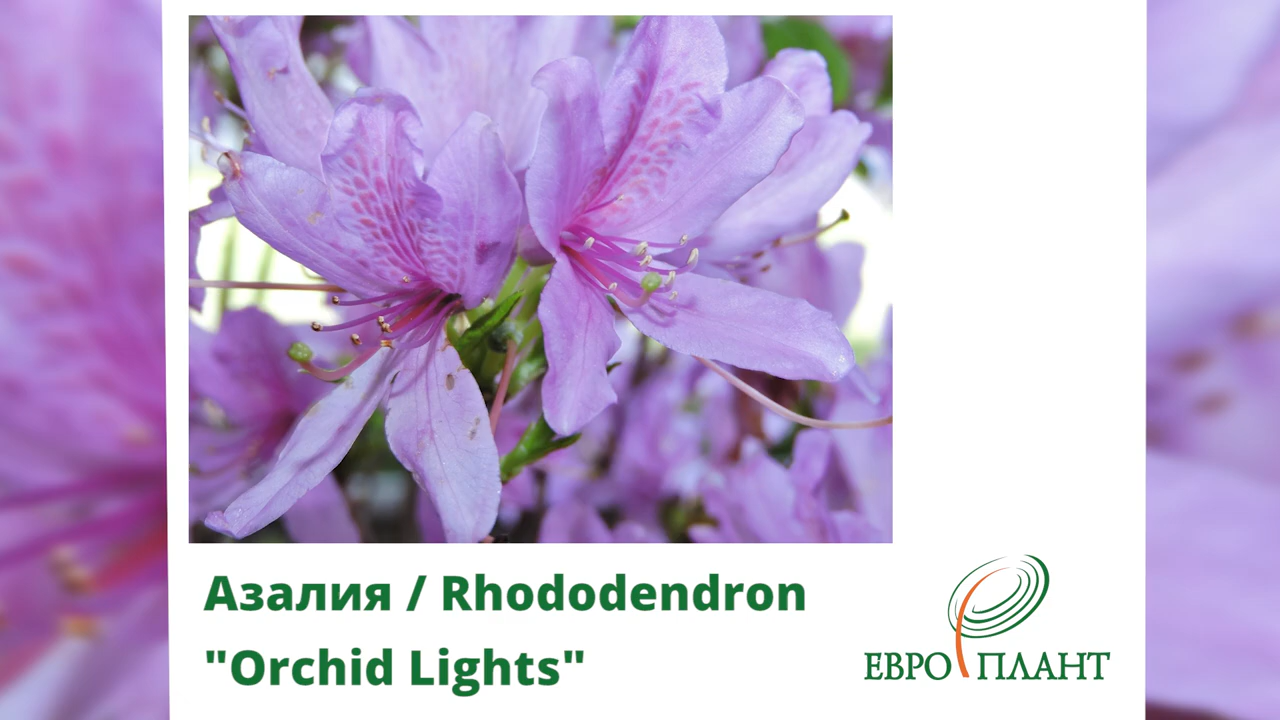 Азалия / Rhododendron
"Orchid Lights"
ЕВРО ПЛАНТ